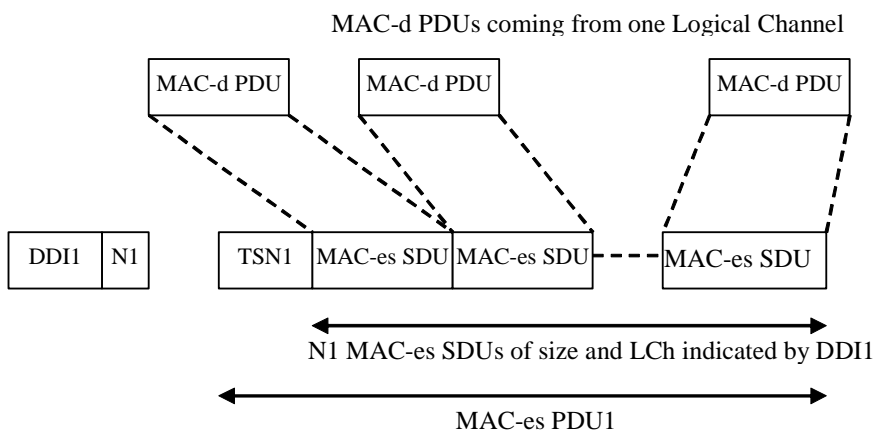 MAC-d PDUs coming from one Logical Channel
MAC-d PDU MAC-d PDU MAC-d PDU
DDI1 N1 TSN1 MAC-es SDU MAC-es SDU MAC-es SDU
N1 MAC-es SDUs of size and LCh indicated by DDI1
MAC-es PDU1